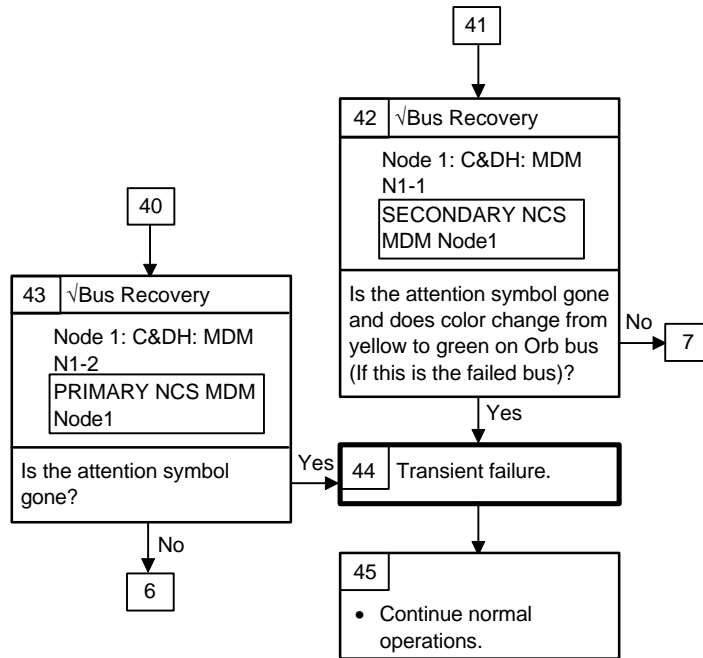 41
42 √Bus Recovery
Node 1: C&DH: MDM
N1-1
SECONDARY NCS
MDM Node1
Is the attention symbol gone
and does color change from
yellow to green on Orb bus
(If this is the failed bus)?
No
7
Yes
40
43 √Bus Recovery
Node 1: C&DH: MDM
N1-2
PRIMARY NCS MDM
Node1
Is the attention symbol
gone?
Yes
No
6
44 Transient failure.
45
• Continue normal
operations.